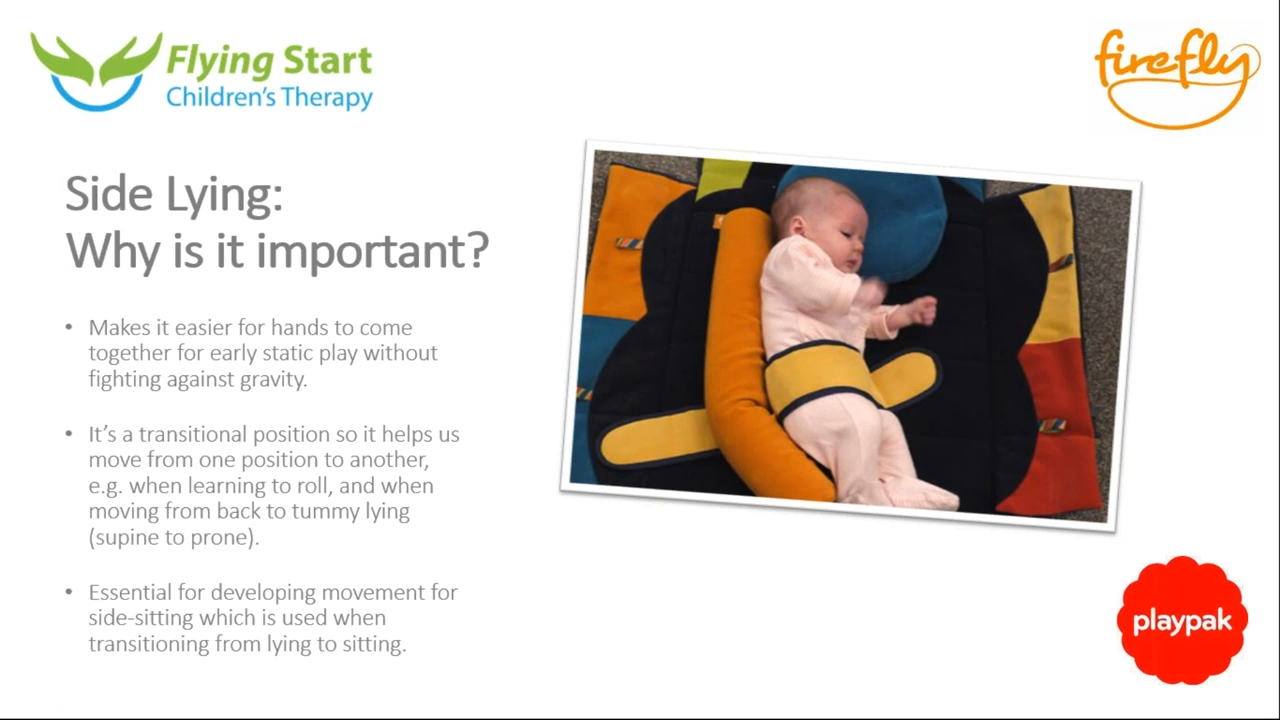 Flying Start
Children's Therapy
firefly
Side Lying:
Why is it important?
• Makes it easier for hands to come
together for early static play without
fighting against gravity.
• It's a transitional position so it helps us
move from one position to another,
e.g. when learning to roll, and when
moving from back to tummy lying
(supine to prone).
• Essential for developing movement for
side-sitting which is used when
transitioning from lying to sitting.
playpak